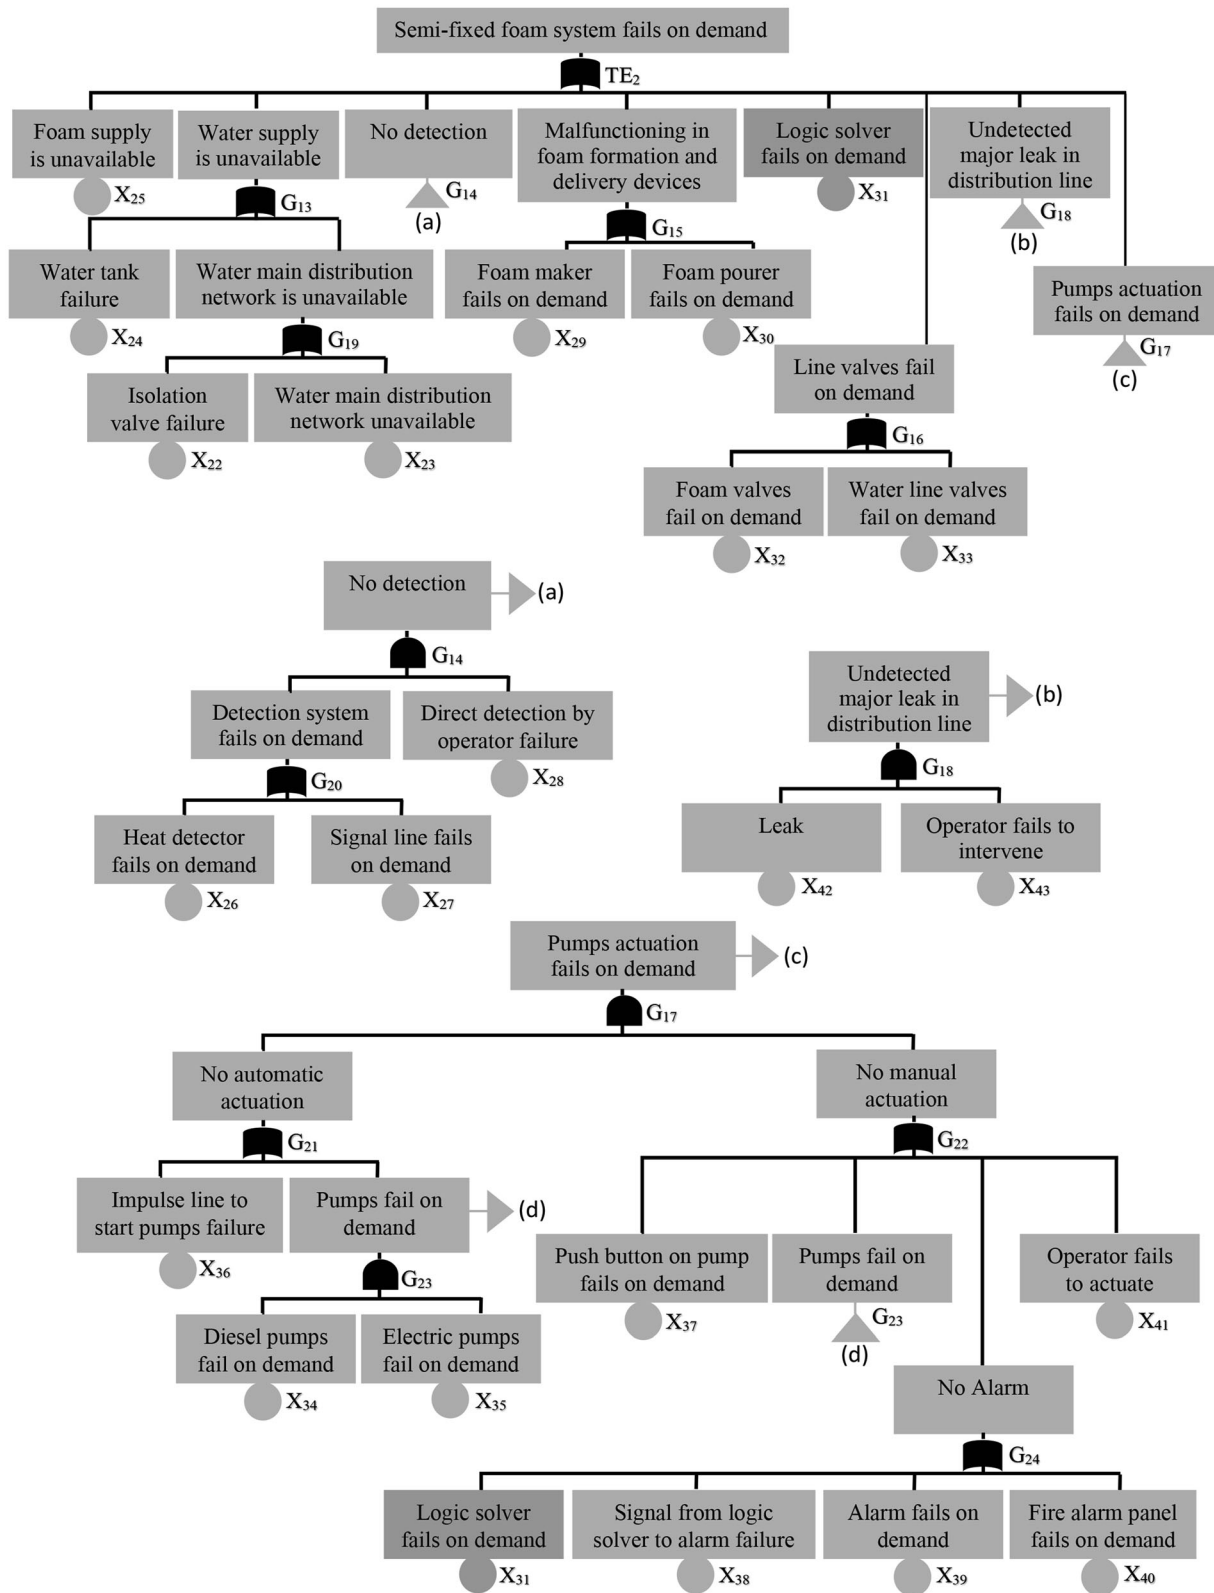 Semi-fixed foam system fails on demand
TE₂
Foam supply
is unavailable
X₂₅
Water supply
is unavailable
G₁₃
No detection
G₁₄
(a)
Malfunctioning in
foam formation and
delivery devices
G₁₅
Logic solver
fails on demand
X₃₁
Undetected
major leak in
distribution line
G₁₈
(b)
Water tank
failure
X₂₄
Water main distribution
network is unavailable
G₁₉
Foam maker
fails on demand
X₂₉
Foam pourer
fails on demand
X₃₀
Pumps actuation
fails on demand
G₁₇
(c)
Isolation
valve failure
X₂₂
Water main distribution
network unavailable
X₂₃
Line valves fail
on demand
G₁₆
Foam valves
fail on demand
X₃₂
Water line valves
fail on demand
X₃₃
No detection
(a)
G₁₄
Detection system
fails on demand
G₂₀
Direct detection by
operator failure
X₂₈
Heat detector
fails on demand
X₂₆
Signal line fails
on demand
X₂₇
Undetected
major leak in
distribution line
(b)
G₁₈
Leak
X₄₂
Operator fails to
intervene
X₄₃
Pumps actuation
fails on demand
(c)
G₁₇
No automatic
actuation
G₂₁
No manual
actuation
G₂₂
Impulse line to
start pumps failure
X₃₆
Pumps fail on
demand
(d)
G₂₃
Diesel pumps
fail on demand
X₃₄
Electric pumps
fail on demand
X₃₅
Push button on pump
fails on demand
X₃₇
Pumps fail on
demand
G₂₃
(d)
Operator fails
to actuate
X₄₁
No Alarm
G₂₄
Logic solver
fails on demand
X₃₁
Signal from logic
solver to alarm failure
X₃₈
Alarm fails on
demand
X₃₉
Fire alarm panel
fails on demand
X₄₀